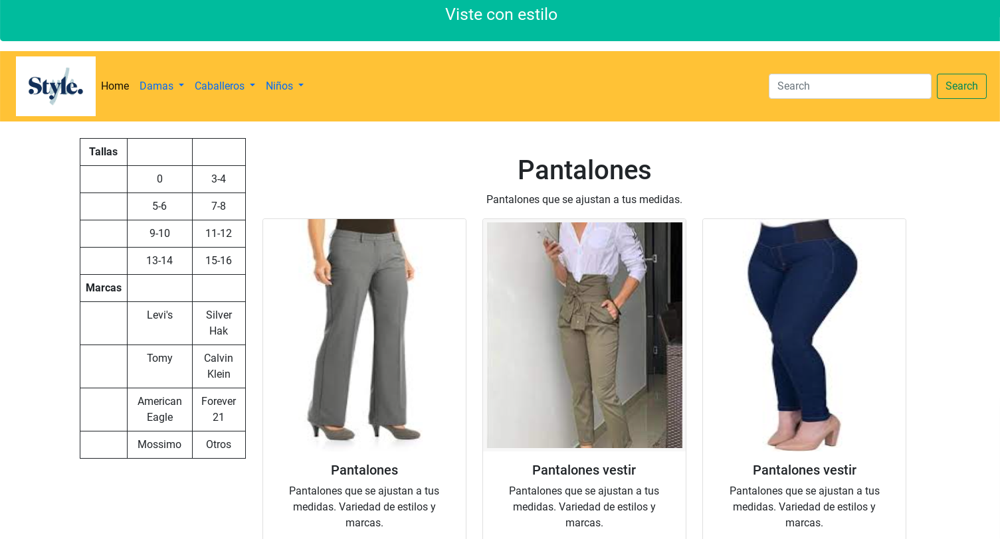 Viste con estilo
Style.
Home
Damas
Caballeros
Niños
Search
Search
Tallas
0
3-4
5-6
7-8
9-10
11-12
13-14
15-16
Marcas
Levi's
Silver
Hak
Tomy
Calvin
Klein
American
Eagle
Forever
21
Mossimo
Otros
Pantalones
Pantalones que se ajustan a tus medidas.
Pantalones
Pantalones que se ajustan a tus
medidas. Variedad de estilos y
marcas.
Pantalones vestir
Pantalones que se ajustan a tus
medidas. Variedad de estilos y
marcas.
Pantalones vestir
Pantalones que se ajustan a tus
medidas. Variedad de estilos y
marcas.